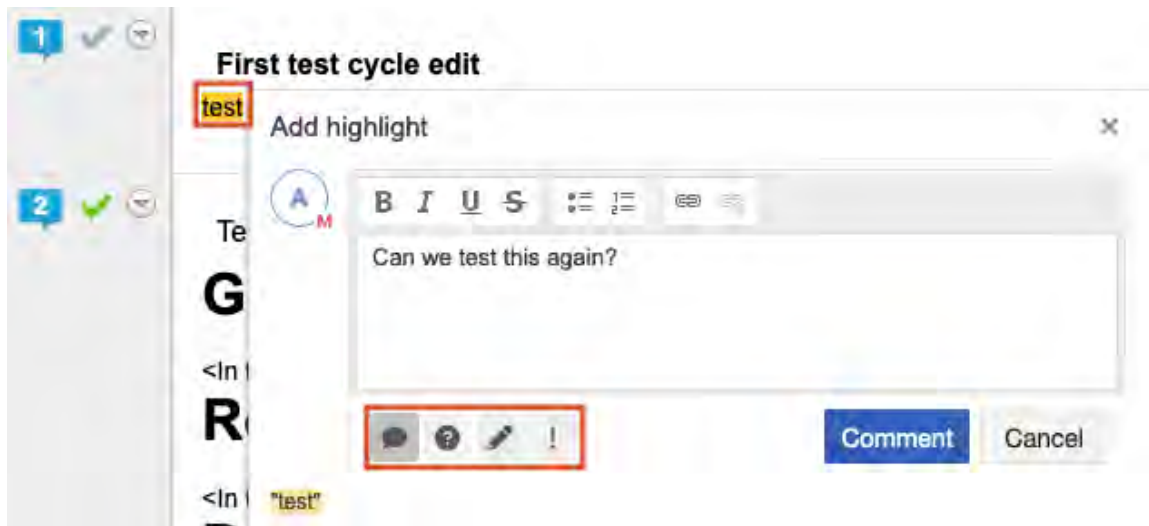 1
First test cycle edit
test
Add highlight
×
2
A
M
B I U S
Te
Can we test this again?
G
<In
R
!
Comment
Cancel
<In
"test"